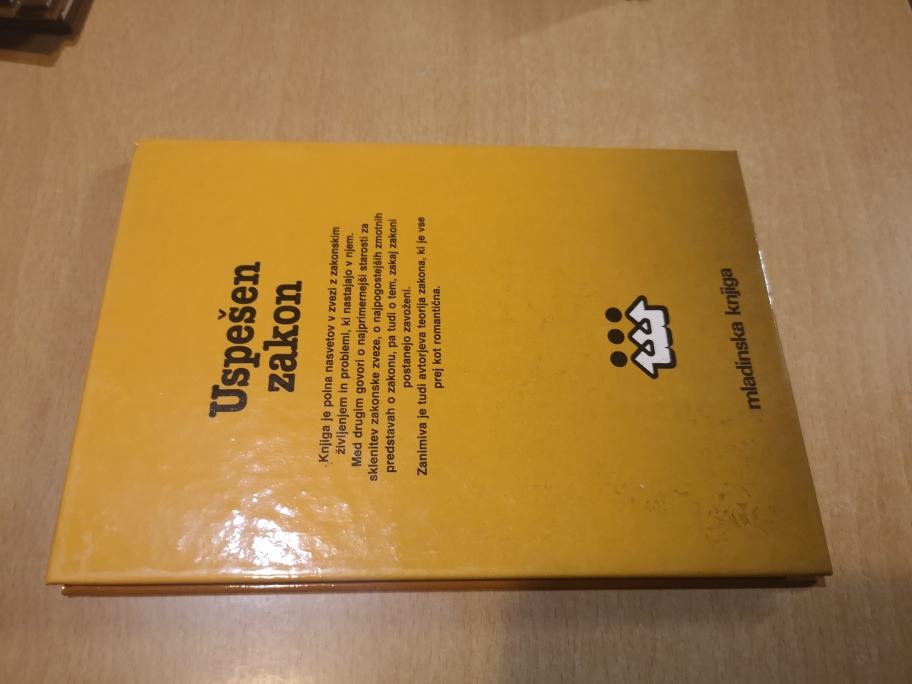 Uspešen
zakon
Knjiga je polna nasvetov v zvezi z zakonskim
življenjem in problemi, ki nastajajo v njem.
Med drugim govori o najprimernejši starosti za
sklenitev zakonske zveze, o najpogostejših zmotnih
predstavah o zakonu, pa tudi o tem, zakaj zakoni
postanejo zavoženi.
Zanimiva je tudi avtorjeva teorija zakona, ki je vse
prej kot romantična.
mladinska knjiga